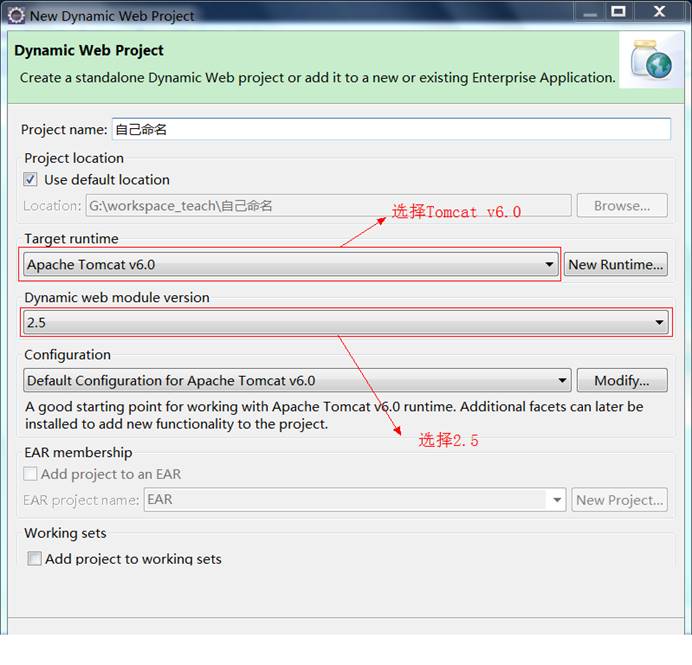 New Dynamic Web Project
Dynamic Web Project
Create a standalone Dynamic Web project or add it to a new or existing Enterprise Application.
Project name: 自己命名
Project location
Use default location
Location: G:\workspace_teach\自己命名 Browse...
选择Tomcat v6.0
Target runtime
Apache Tomcat v6.0 New Runtime...
Dynamic web module version
2.5
Configuration
Default Configuration for Apache Tomcat v6.0 Modify...
A good starting point for working with Apache Tomcat v6.0 runtime. Additional facets can later be
installed to add new functionality to the project.
选择2.5
EAR membership
Add project to an EAR
EAR project name: EAR New Project...
Working sets
Add project to working sets